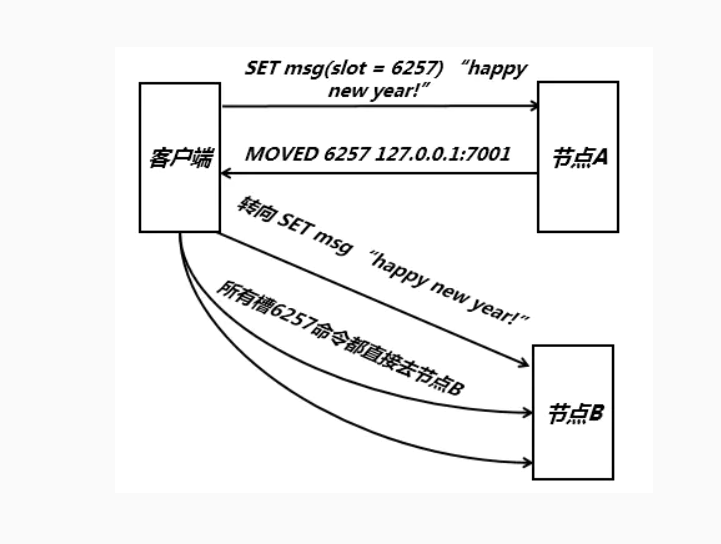 SET msg(slot = 6257) “happy
new year!”
客户端
MOVED 6257 127.0.0.1:7001
节点A
转向 SET msg “happy new year!”
所有槽6257命令都直接去节点B
节点B